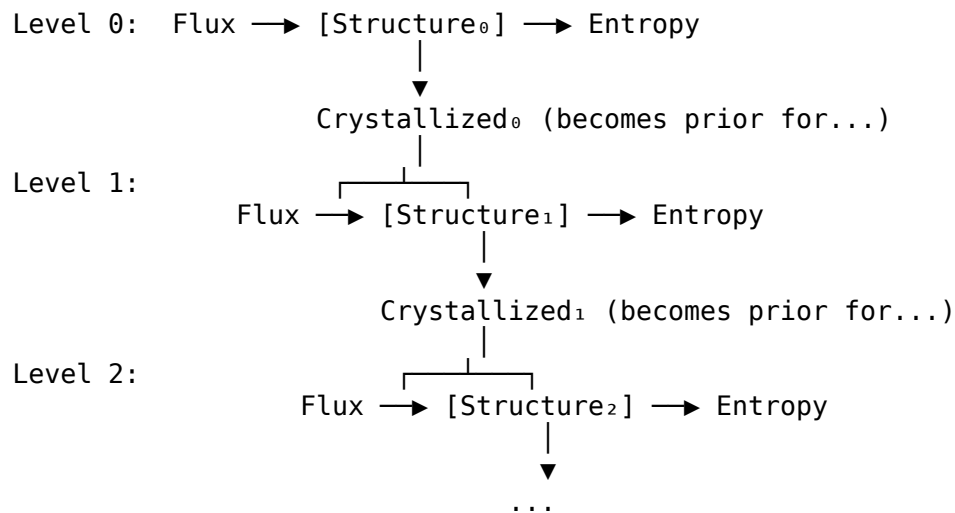 Level 0: Flux ──► [Structure₀] ──► Entropy
Crystallized₀ (becomes prior for...)
Level 1:
Flux ──► [Structure₁] ──► Entropy
Crystallized₁ (becomes prior for...)
Level 2:
Flux ──► [Structure₂] ──► Entropy
...